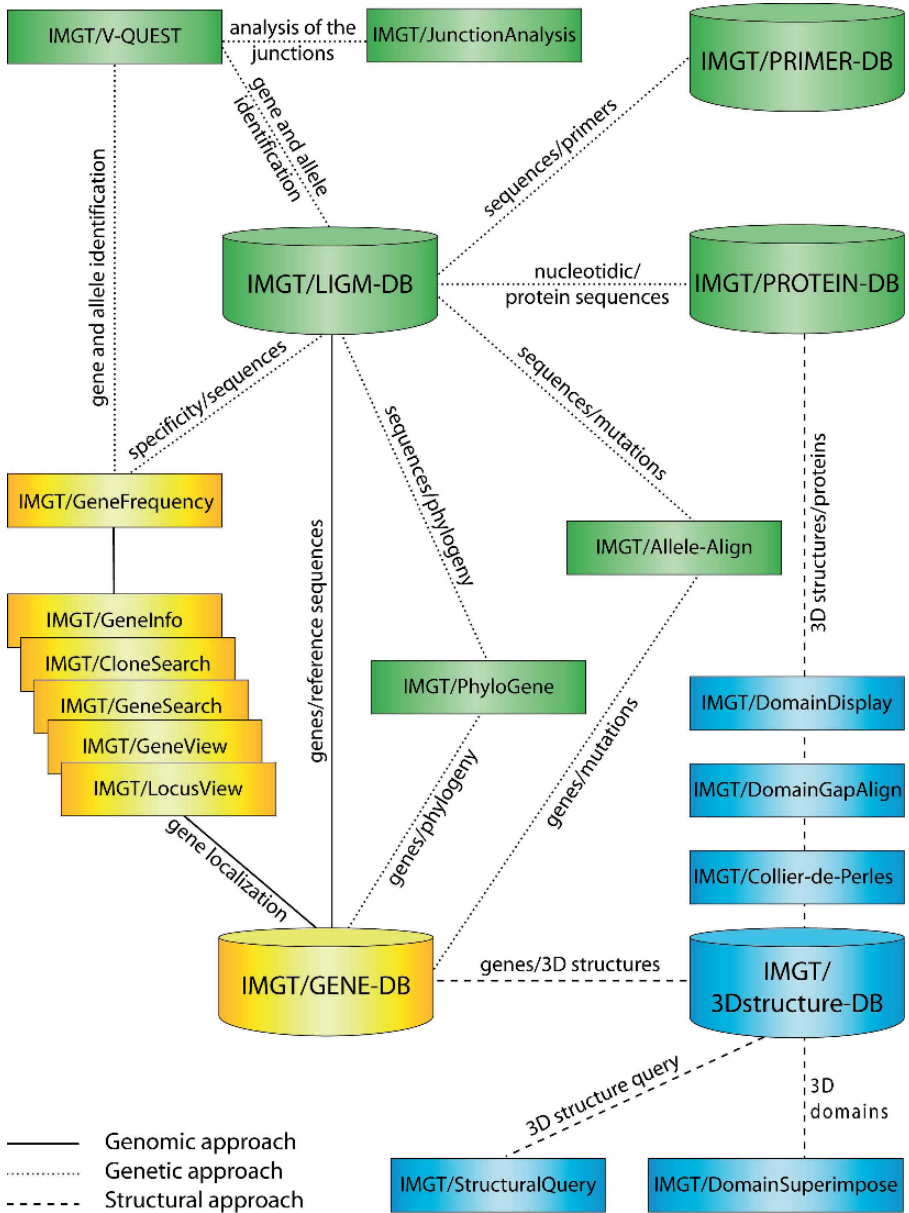 IMGT/V-QUEST
analysis of the
junctions
IMGT/JunctionAnalysis
IMGT/PRIMER-DB
gene and allele
identification
sequences/primers
gene and allele identification
IMGT/LIGM-DB
nucleotidic/
protein sequences
IMGT/PROTEIN-DB
specificity/sequences
sequences/mutations
sequences/phylogeny
3D structures/proteins
IMGT/GeneFrequency
genes/reference sequences
IMGT/Allele-Align
IMGT/GeneInfo
IMGT/CloneSearch
IMGT/GeneSearch
IMGT/GeneView
IMGT/LocusView
IMGT/PhyloGene
IMGT/DomainDisplay
genes/mutations
IMGT/DomainGapAlign
gene localization
genes/phylogeny
IMGT/Collier-de-Perles
IMGT/GENE-DB
genes/3D structures
IMGT/
3Dstructure-DB
3D structure query
3D
domains
Genomic approach
Genetic approach
Structural approach
IMGT/StructuralQuery
IMGT/DomainSuperimpose